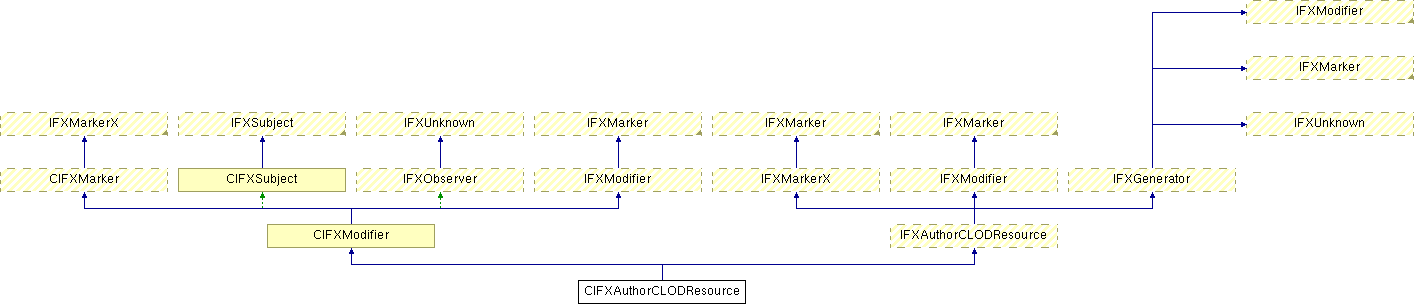 IFXModifier
IFXMarker
IFXMarkerX IFXSubject IFXUnknown IFXMarker IFXMarker IFXMarker IFXUnknown
CIFXMarker CIFXSubject IFXObserver IFXModifier IFXMarkerX IFXModifier IFXGenerator
CIFXModifier IFXAuthorCLODResource
CIFXAuthorCLODResource